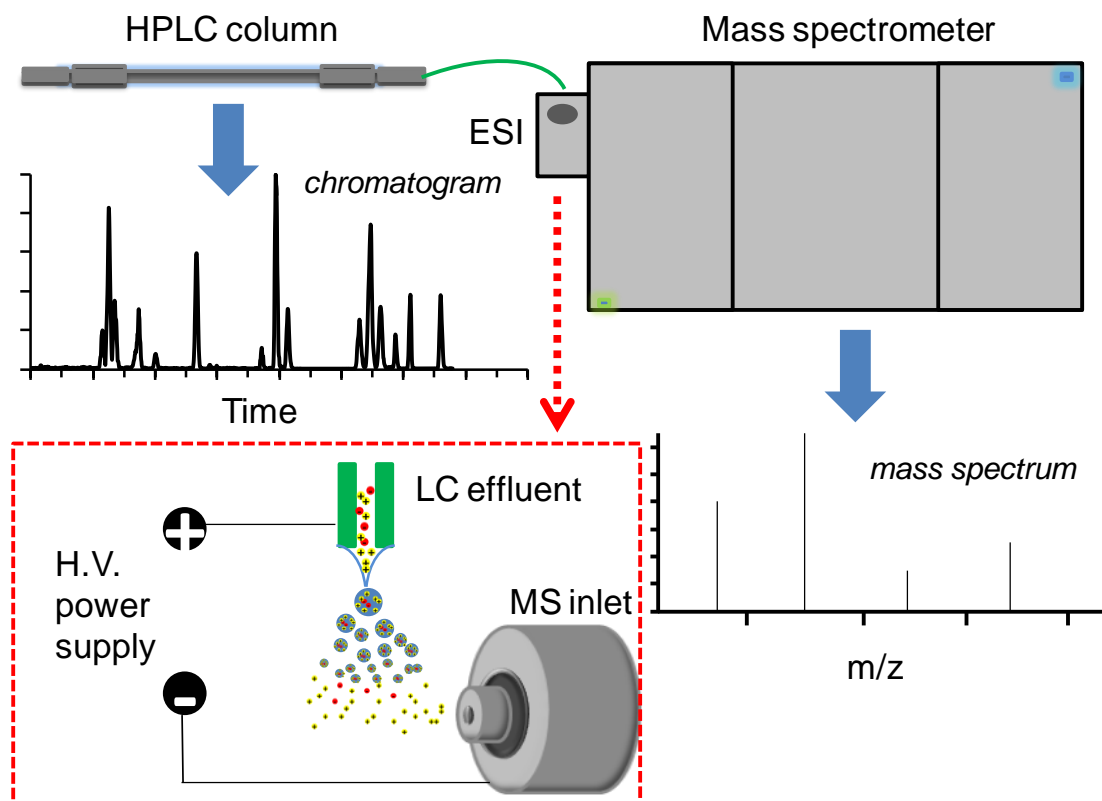 HPLC column
Mass spectrometer
ESI
chromatogram
Time
mass spectrum
m/z
LC effluent
H.V.
power
supply
MS inlet